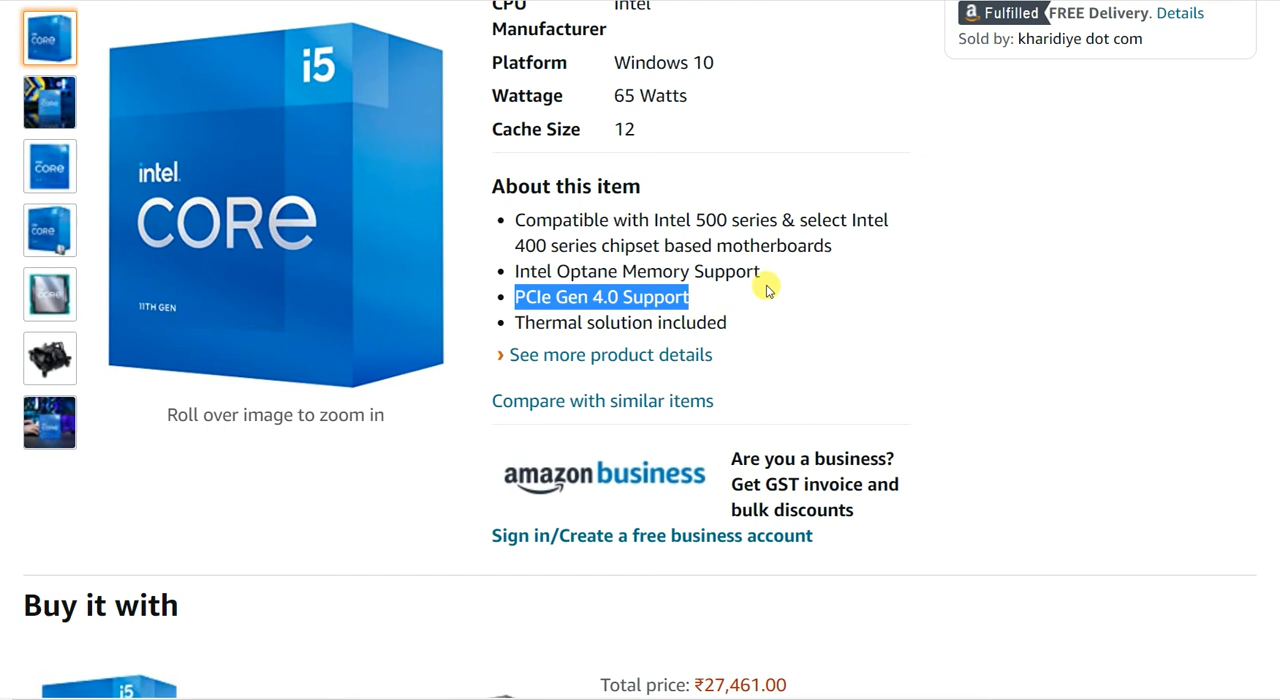 CPU Intel
Manufacturer
Platform Windows 10
Wattage 65 Watts
Cache Size 12
About this item
Compatible with Intel 500 series & select Intel
400 series chipset based motherboards
Intel Optane Memory Support
PCIe Gen 4.0 Support
Thermal solution included
› See more product details
Compare with similar items
amazon business
Are you a business?
Get GST invoice and
bulk discounts
Sign in/Create a free business account
a Fulfilled FREE Delivery. Details
Sold by: kharidiye dot com
i5
intel.
CORE
11TH GEN
Roll over image to zoom in
Buy it with
i5
Total price: ₹27,461.00